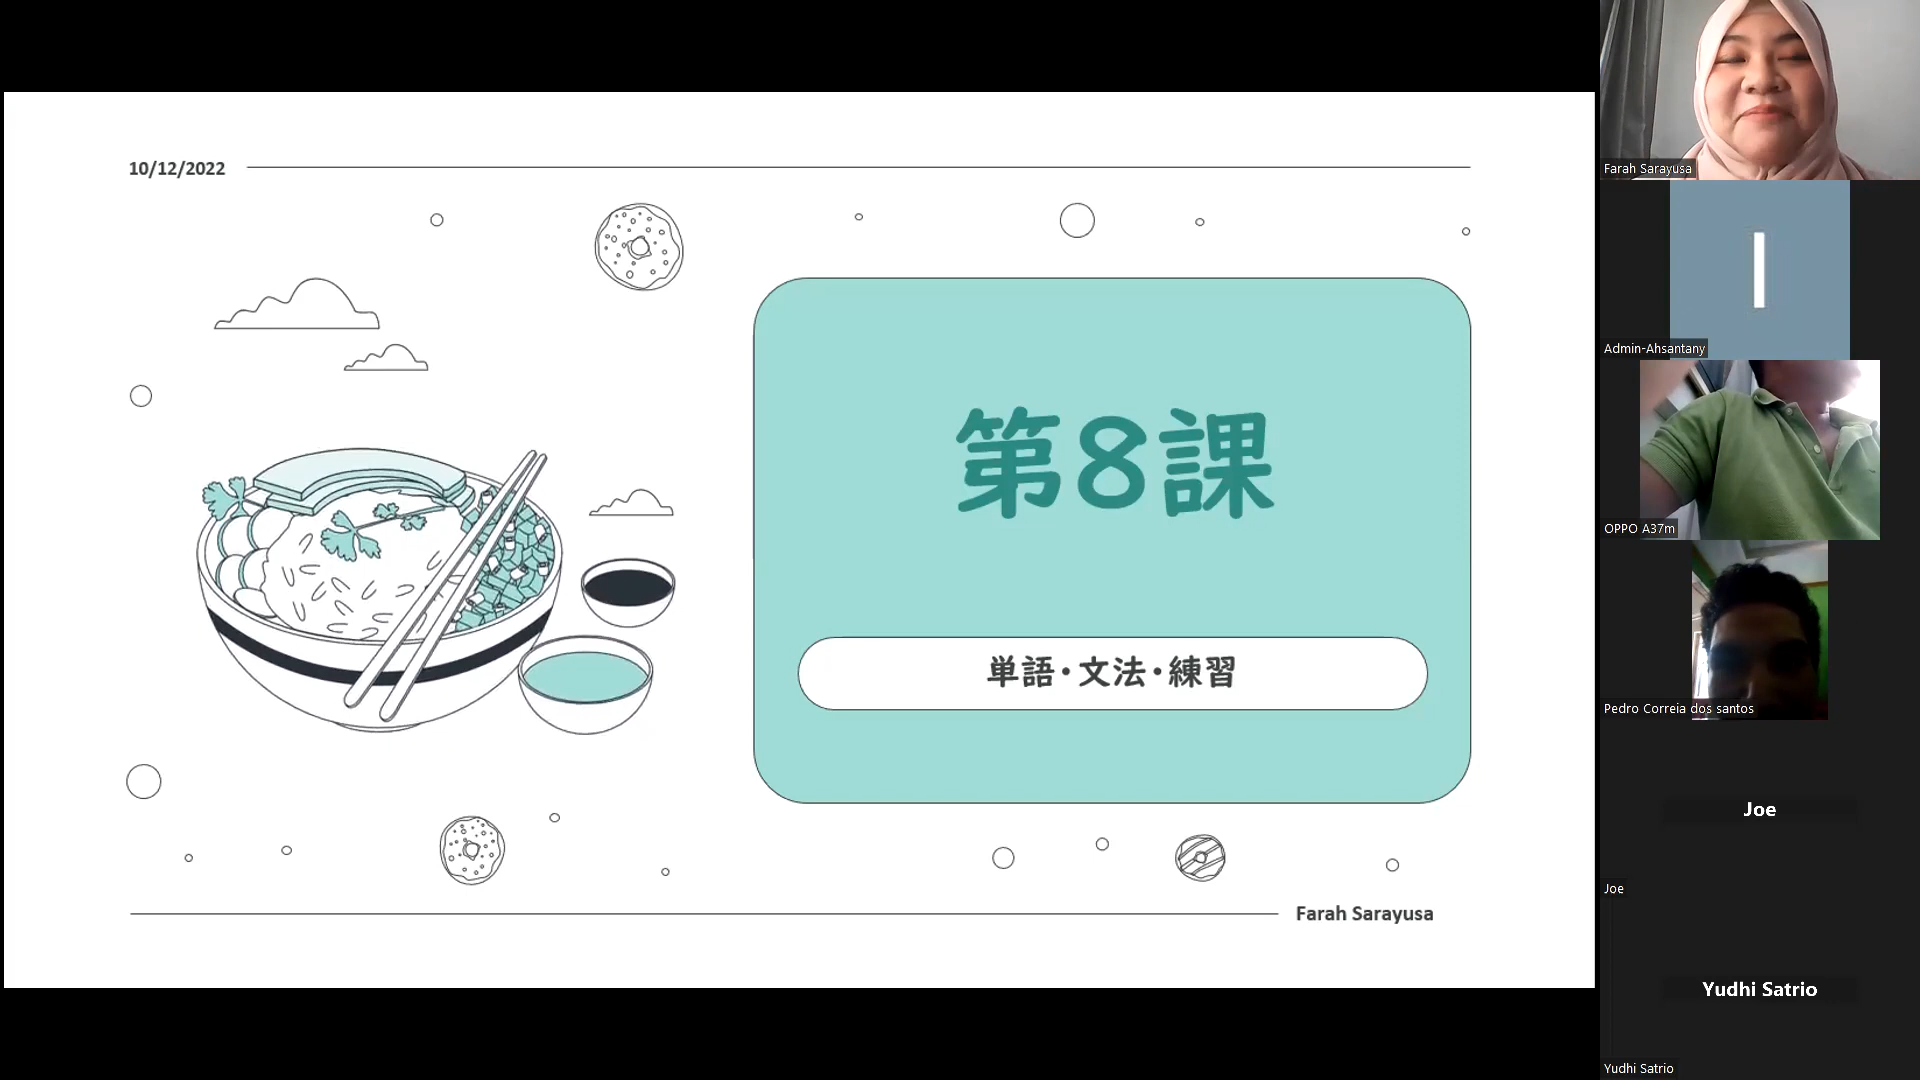 10/12/2022
第8課
単語・文法・練習
Farah Sarayusa
Farah Sarayusa
I
Admin-Ahsantany
OPPO A37m
Pedro Correia dos santos
Joe
Joe
Yudhi Satrio
Yudhi Satrio